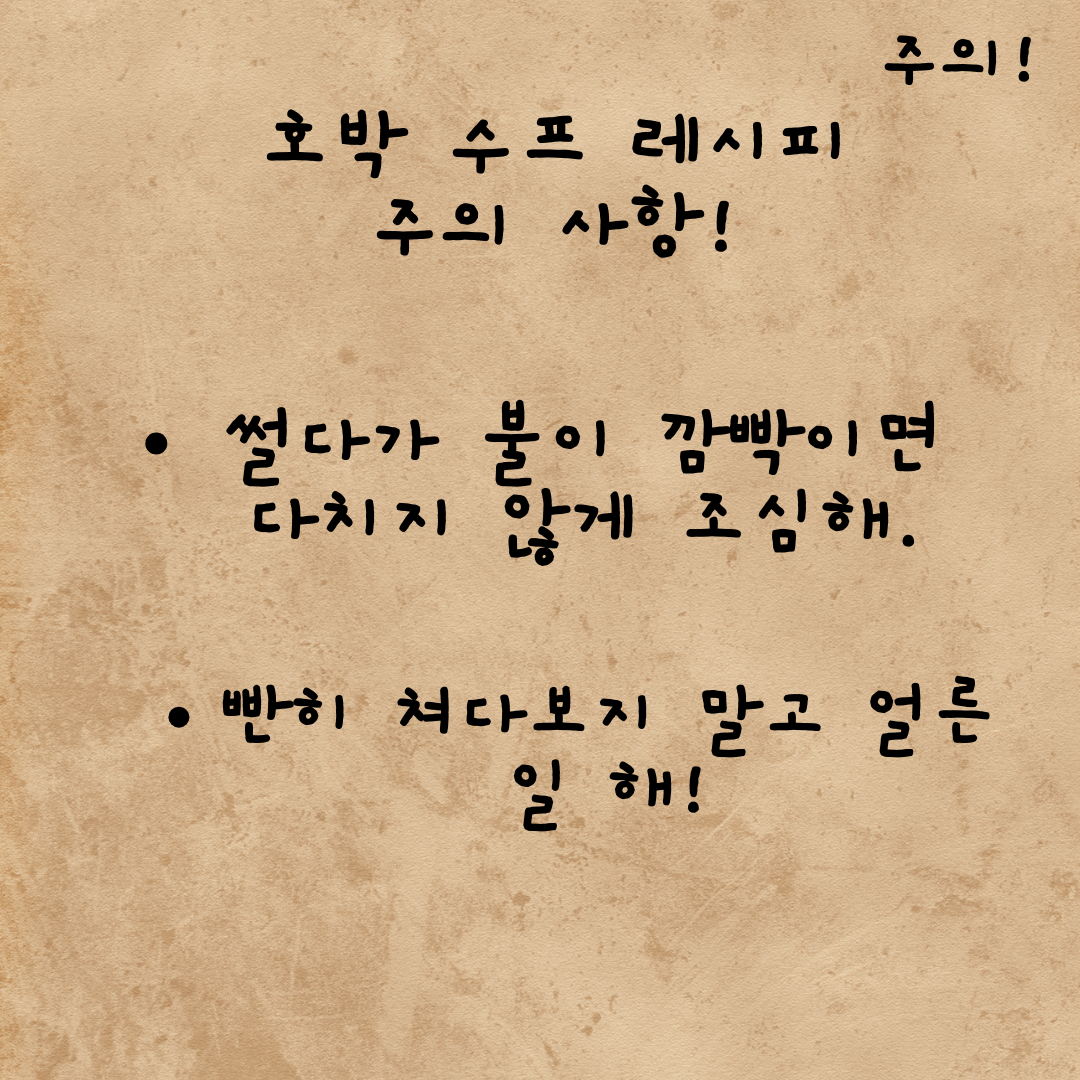 주의!
호박 수프 레시피
주의 사항!
• 썰다가 불이 깜빡이면
다치지 않게 조심해.
• 빤히 쳐다보지 말고 얼른
일 해!